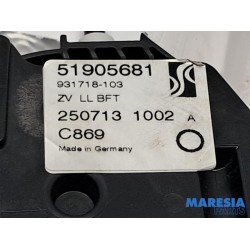 51905681
931718-103
ZV LL BFT
250713 1002 A
C869
Made in Germany
MARESIA